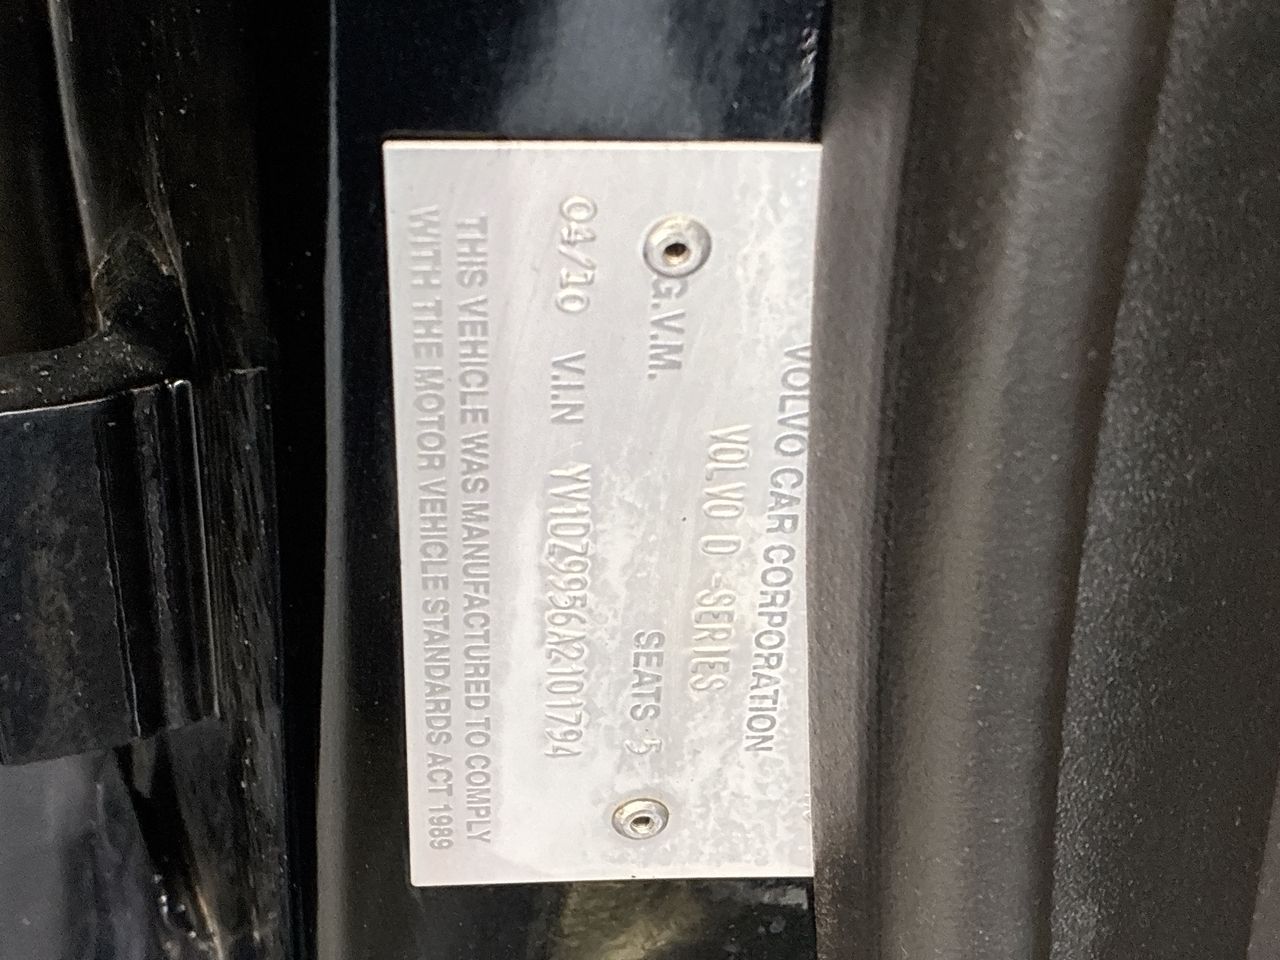 VOLVO CAR CORPORATION
VOLVO D-SERIES
G.V.M. SEATS 5
04/10 V.I.N YV1DZ9956A2101794
THIS VEHICLE WAS MANUFACTURED TO COMPLY
WITH THE MOTOR VEHICLE STANDARDS ACT 1989